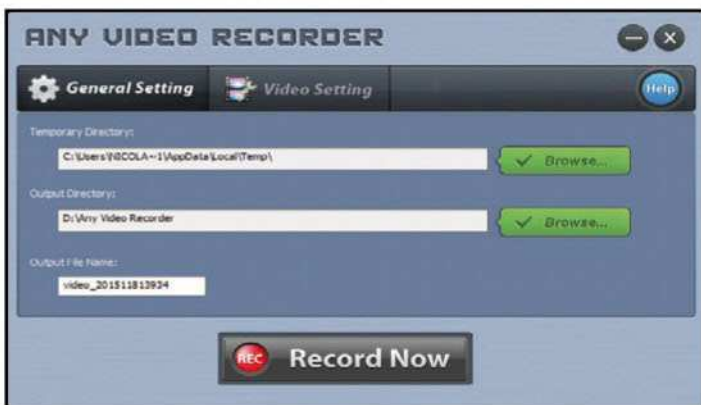 ANY VIDEO RECORDER
General Setting
Video Setting
Help
Temporary Directory:
C:\Users\NICOLA~1\AppData\Local\Temp\
Browse...
Output Directory:
D:\Any Video Recorder
Browse...
Output File Name:
video_201511813934
REC
Record Now